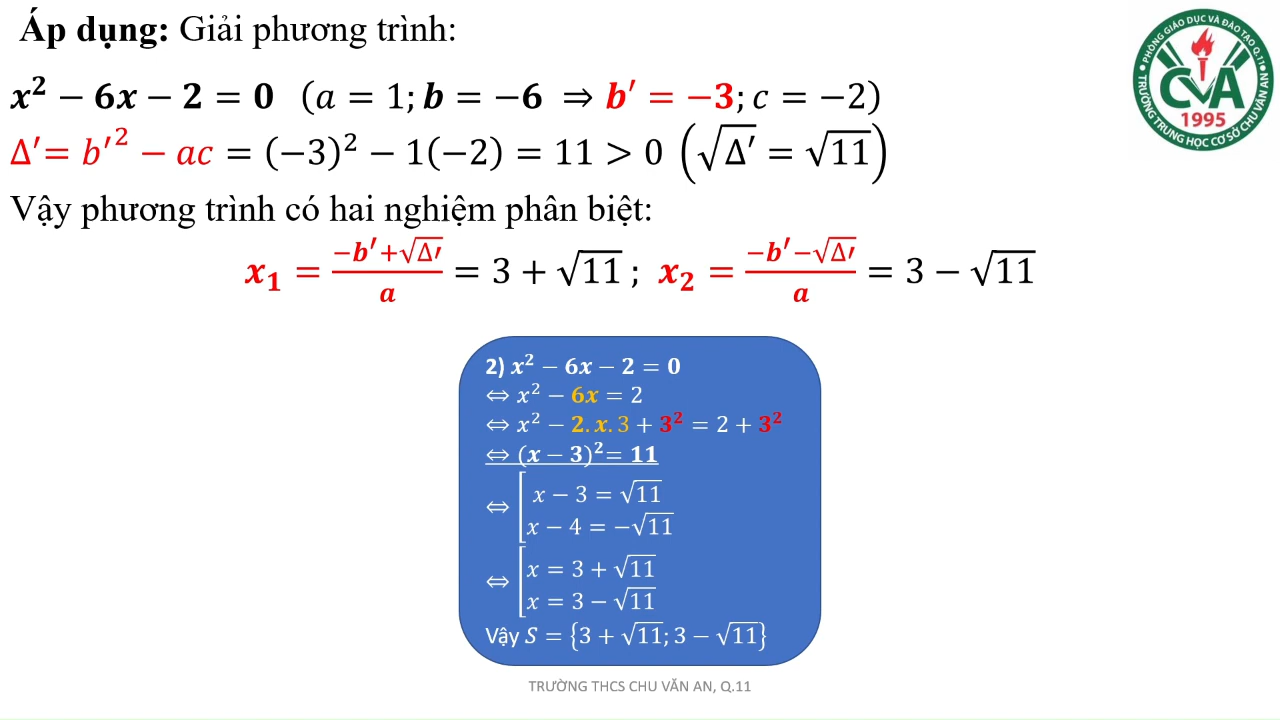 Áp dụng: Giải phương trình:
x² − 6x − 2 = 0 (a = 1; b = −6 ⇒ b′ = −3; c = −2)
Δ′= b′² − ac = (−3)² − 1(−2) = 11 > 0 (√Δ′ = √11)
Vậy phương trình có hai nghiệm phân biệt:
x₁ = (−b′+√Δ′)/a = 3 + √11 ; x₂ = (−b′−√Δ′)/a = 3 − √11
2) x² − 6x − 2 = 0
⇔ x² − 6x = 2
⇔ x² − 2.x.3 + 3² = 2 + 3²
⇔ (x − 3)²= 11
⇔ [ x − 3 = √11
x − 4 = −√11
⇔ [ x = 3 + √11
x = 3 − √11
Vậy S = {3 + √11; 3 − √11}
TRƯỜNG THCS CHU VĂN AN, Q.11
PHÒNG GIÁO DỤC VÀ ĐÀO TẠO Q.11
CVA
1995
TRƯỜNG TRUNG HỌC CƠ SỞ CHU VĂN AN